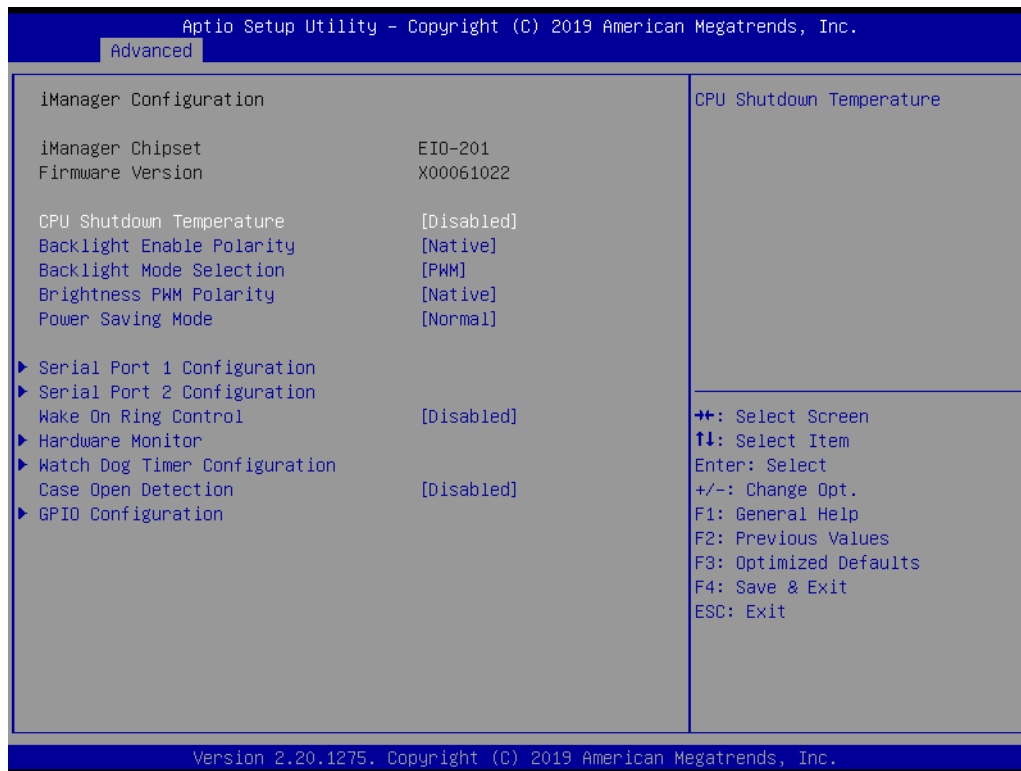 Aptio Setup Utility – Copyright (C) 2019 American Megatrends, Inc.
Advanced
iManager Configuration
iManager Chipset EIO-201
Firmware Version X00061022
CPU Shutdown Temperature [Disabled]
Backlight Enable Polarity [Native]
Backlight Mode Selection [PWM]
Brightness PWM Polarity [Native]
Power Saving Mode [Normal]
Serial Port 1 Configuration
Serial Port 2 Configuration
Wake On Ring Control [Disabled]
Hardware Monitor
Watch Dog Timer Configuration
Case Open Detection [Disabled]
GPIO Configuration
CPU Shutdown Temperature
→←: Select Screen
↑↓: Select Item
Enter: Select
+/-: Change Opt.
F1: General Help
F2: Previous Values
F3: Optimized Defaults
F4: Save & Exit
ESC: Exit
Version 2.20.1275. Copyright (C) 2019 American Megatrends, Inc.